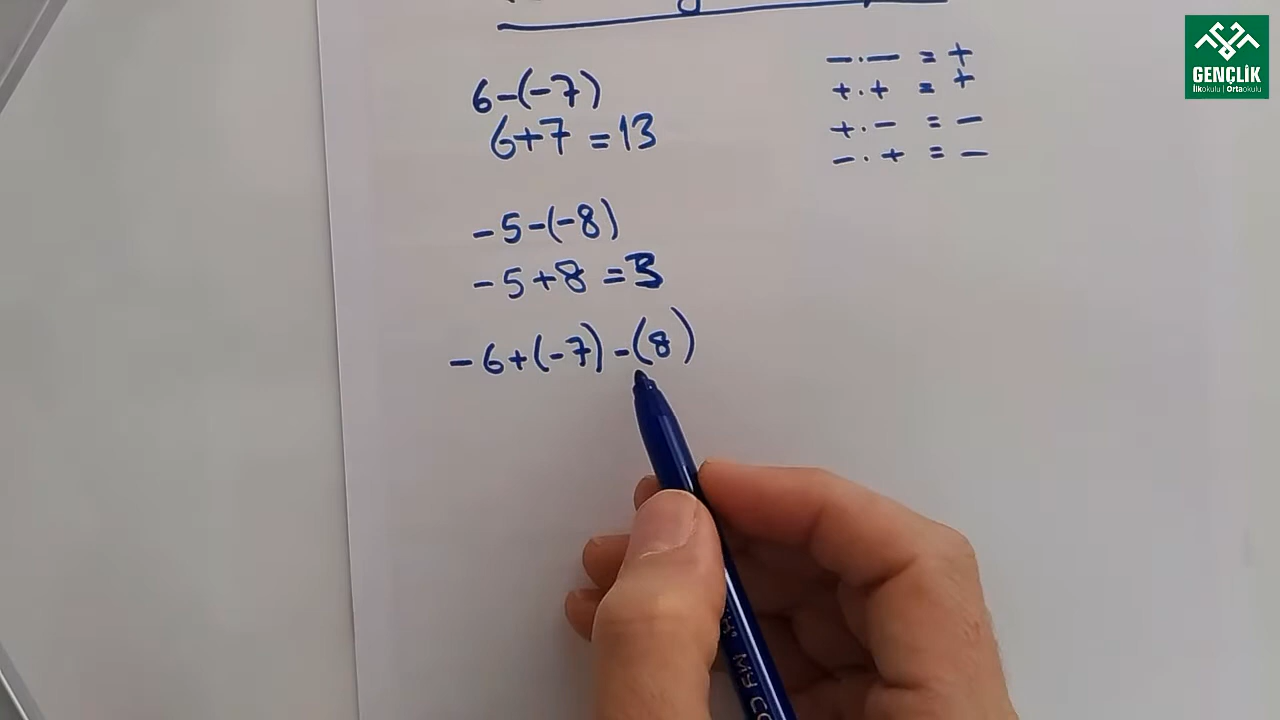 6-(-7)
6+7 = 13
-5-(-8)
-5+8 = 3
-6+(-7)-(8)
-.- = +
+.+ = +
+.- = -
-.+ = -
GENÇLİK
İlkokulu | Ortaokulu